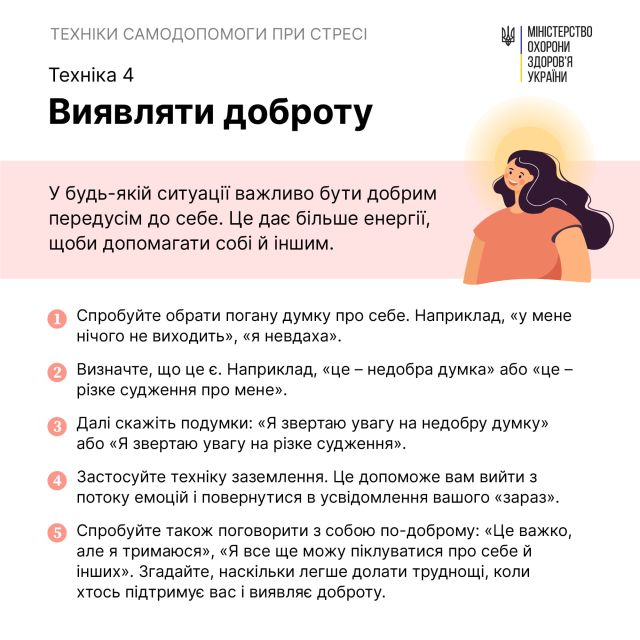 ТЕХНІКИ САМОДОПОМОГИ ПРИ СТРЕСІ
МІНІСТЕРСТВО
ОХОРОНИ
ЗДОРОВ'Я
УКРАЇНИ
Техніка 4
Виявляти доброту
У будь-якій ситуації важливо бути добрим
передусім до себе. Це дає більше енергії,
щоби допомагати собі й іншим.
1 Спробуйте обрати погану думку про себе. Наприклад, «у мене
нічого не виходить», «я невдаха».
2 Визначте, що це є. Наприклад, «це – недобра думка» або «це –
різке судження про мене».
3 Далі скажіть подумки: «Я звертаю увагу на недобру думку»
або «Я звертаю увагу на різке судження».
4 Застосуйте техніку заземлення. Це допоможе вам вийти з
потоку емоцій і повернутися в усвідомлення вашого «зараз».
5 Спробуйте також поговорити з собою по-доброму: «Це важко,
але я тримаюся», «Я все ще можу піклуватися про себе й
інших». Згадайте, наскільки легше долати труднощі, коли
хтось підтримує вас і виявляє доброту.